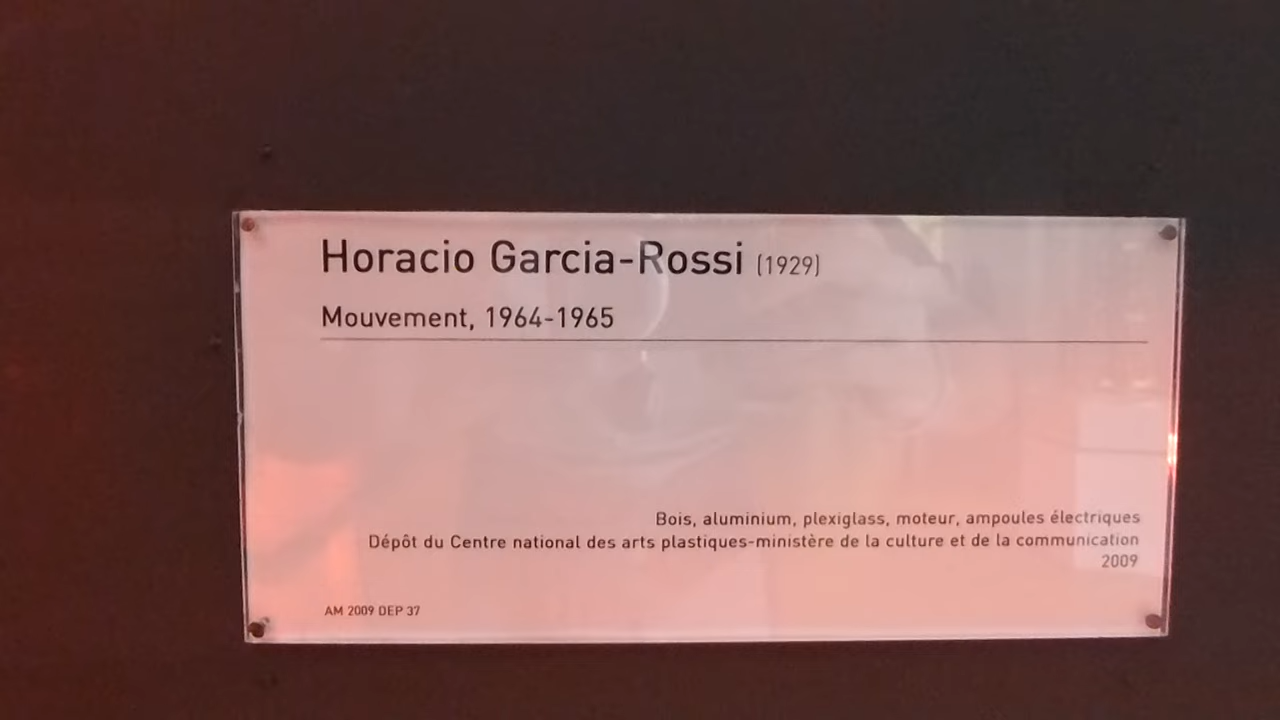 Horacio Garcia-Rossi (1929)
Mouvement, 1964-1965
Bois, aluminium, plexiglass, moteur, ampoules électriques
Dépôt du Centre national des arts plastiques-ministère de la culture et de la communication
2009
AM 2009 DEP 37